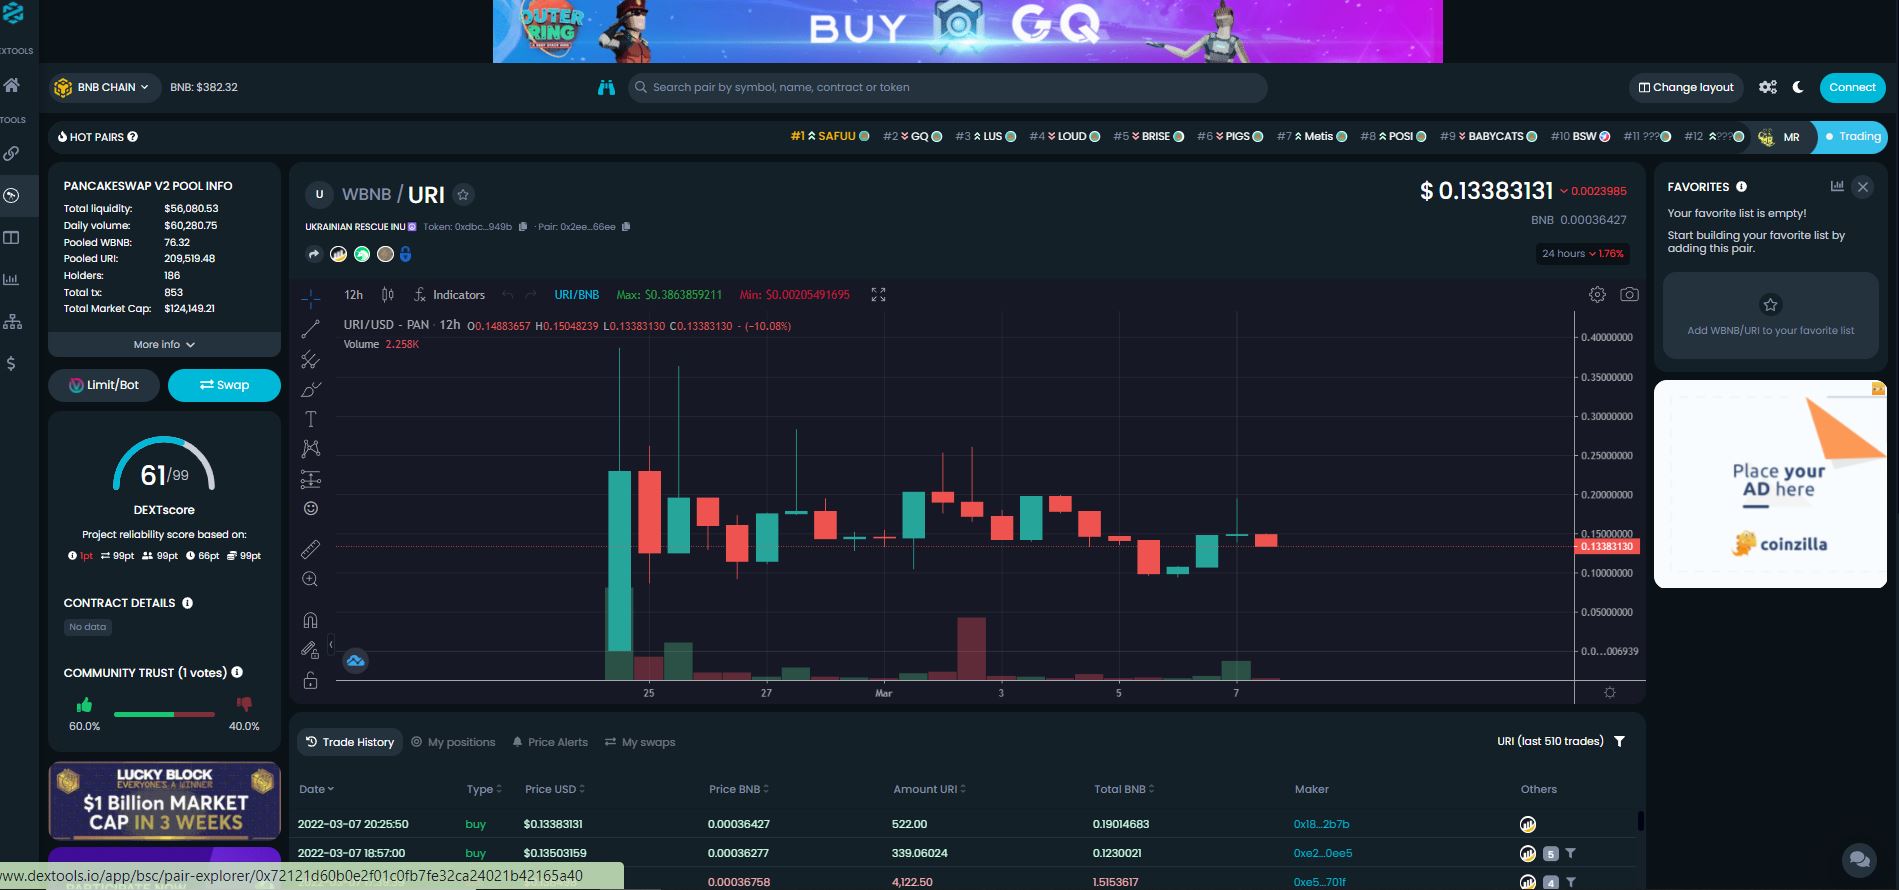 OUTER
RING
BUY GQ
EXTOOLS
BNB CHAIN
BNB: $382.32
Search pair by symbol, name, contract or token
Change layout
Connect
TOOLS
HOT PAIRS
#1 SAFUU #2 GQ #3 LUS #4 LOUD #5 BRISE #6 PIGS #7 Metis #8 POSI #9 BABYCATS #10 BSW #11 ??? #12 ??? MR Trading
PANCAKESWAP V2 POOL INFO
Total liquidity: $56,080.53
Daily volume: $60,280.75
Pooled WBNB: 76.32
Pooled URI: 209,519.48
Holders: 186
Total tx: 853
Total Market Cap: $124,149.21
More info
Limit/Bot Swap
61/99
DEXTscore
Project reliability score based on:
1pt 99pt 99pt 66pt 99pt
CONTRACT DETAILS
No data
COMMUNITY TRUST (1 votes)
60.0% 40.0%
LUCKY BLOCK
EVERYONE'S A WINNER
$1 Billion MARKET
CAP IN 3 WEEKS
U WBNB / URI
$ 0.13383131 0.0023985
BNB 0.00036427
UKRAINIAN RESCUE INU Token: 0xdbc...949b · Pair: 0x2ee...66ee
24 hours 1.76%
12h Indicators URI/BNB Max: $0.3863859211 Min: $0.00205491695
URI/USD - PAN · 12h O0.14883657 H0.15048239 L0.13383130 C0.13383130 - (−10.08%)
Volume 2.258K
0.40000000
0.35000000
0.30000000
0.25000000
0.20000000
0.15000000
0.13383130
0.10000000
0.05000000
0.0...006939
25 27 Mar 3 5 7
Trade History My positions Price Alerts My swaps
URI (last 510 trades)
Date Type Price USD Price BNB Amount URI Total BNB Maker Others
2022-03-07 20:25:50 buy $0.13383131 0.00036427 522.00 0.19014683 0x18...2b7b
2022-03-07 18:57:00 buy $0.13503159 0.00036277 339.06024 0.1230021 0xe2...0ee5 5
0.00036758 4,122.50 1.5153617 0xe5...701f 4
FAVORITES
Your favorite list is empty!
Start building your favorite list by
adding this pair.
Add WBNB/URI to your favorite list
Place your
AD here
coinzilla
ww.dextools.io/app/bsc/pair-explorer/0x72121d60b0e2f01c0fb7fe32ca24021b42165a40